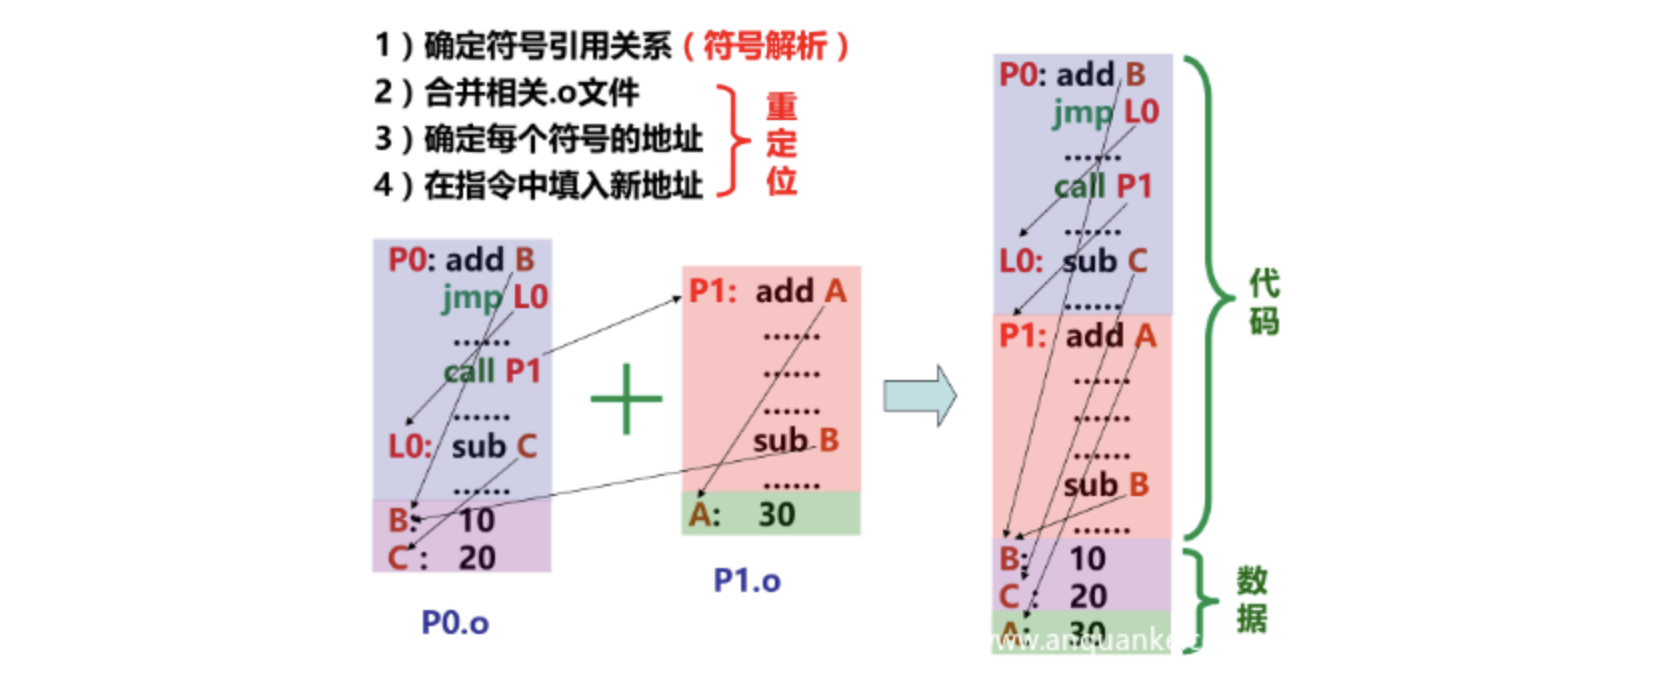 1）确定符号引用关系（符号解析）
2）合并相关.o文件
3）确定每个符号的地址
4）在指令中填入新地址
重定位
P0: add B
jmp L0
......
call P1
......
L0: sub C
......
B: 10
C : 20
P0.o
P1: add A
......
......
......
sub B
......
A: 30
P1.o
P0: add B
jmp L0
......
call P1
......
L0: sub C
......
P1: add A
......
......
......
sub B
......
B: 10
C : 20
A: 30
代码
数据